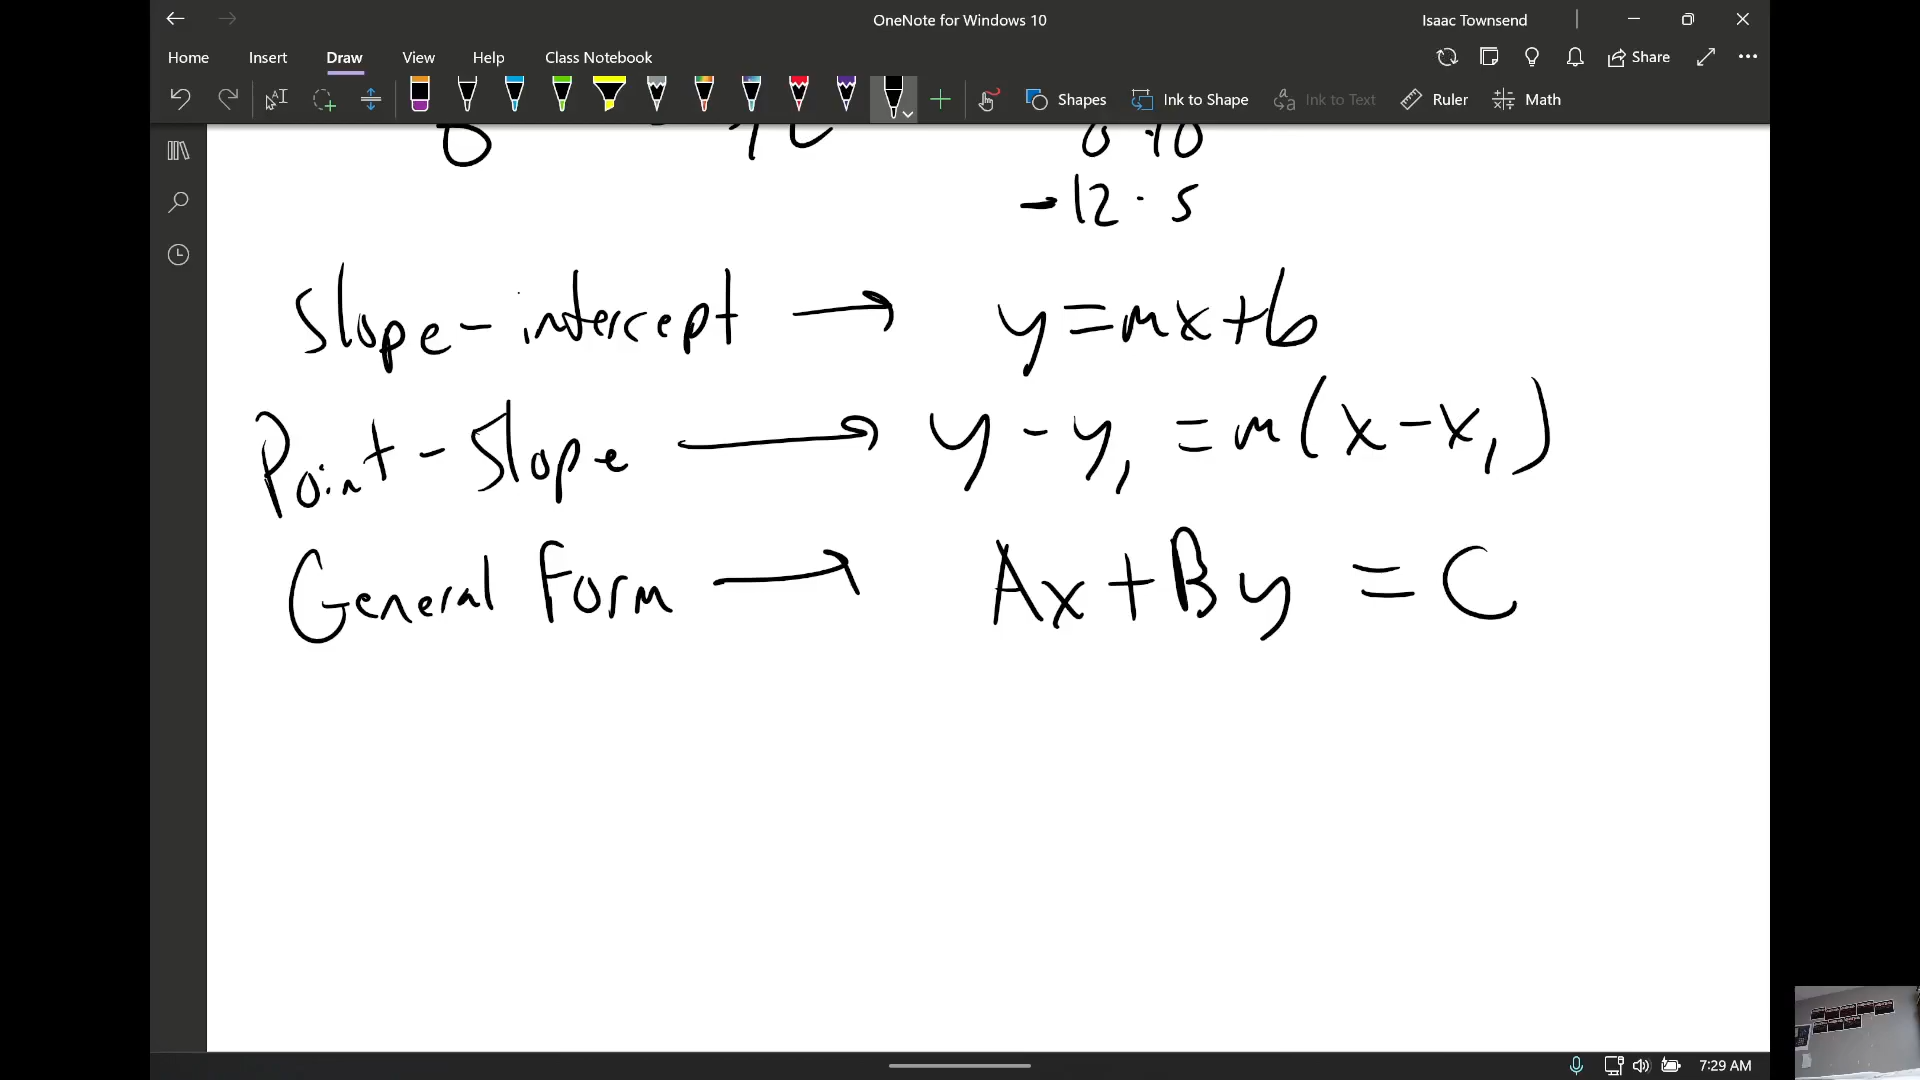 OneNote for Windows 10
Isaac Townsend
Home Insert Draw View Help Class Notebook
Share
Shapes Ink to Shape Ink to Text Ruler Math
-12 · 5
Slope-intercept → y=mx+b
Point-Slope → y-y₁ =m(x-x₁)
General Form → Ax+By =C
7:29 AM